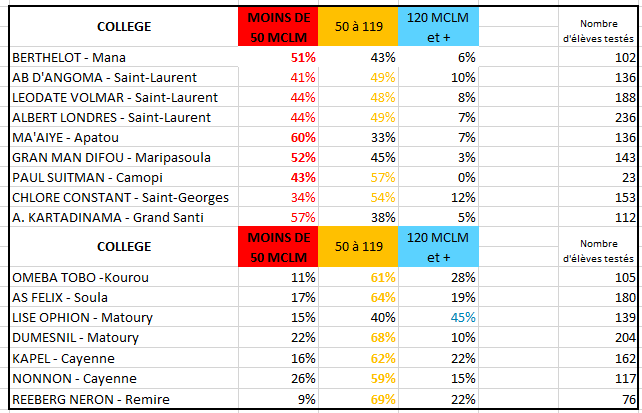 COLLEGE MOINS DE 50 MCLM 50 à 119 120 MCLM et + Nombre d'élèves testés
BERTHELOT - Mana 51% 43% 6% 102
AB D'ANGOMA - Saint-Laurent 41% 49% 10% 136
LEODATE VOLMAR - Saint-Laurent 44% 48% 8% 188
ALBERT LONDRES - Saint-Laurent 44% 49% 7% 236
MA'AIYE - Apatou 60% 33% 7% 136
GRAN MAN DIFOU - Maripasoula 52% 45% 3% 143
PAUL SUITMAN - Camopi 43% 57% 0% 23
CHLORE CONSTANT - Saint-Georges 34% 54% 12% 153
A. KARTADINAMA - Grand Santi 57% 38% 5% 112
COLLEGE MOINS DE 50 MCLM 50 à 119 120 MCLM et + Nombre d'élèves testés
OMEBA TOBO -Kourou 11% 61% 28% 105
AS FELIX - Soula 17% 64% 19% 180
LISE OPHION - Matoury 15% 40% 45% 139
DUMESNIL - Matoury 22% 68% 10% 204
KAPEL - Cayenne 16% 62% 22% 162
NONNON - Cayenne 26% 59% 15% 117
REEBERG NERON - Remire 9% 69% 22% 76